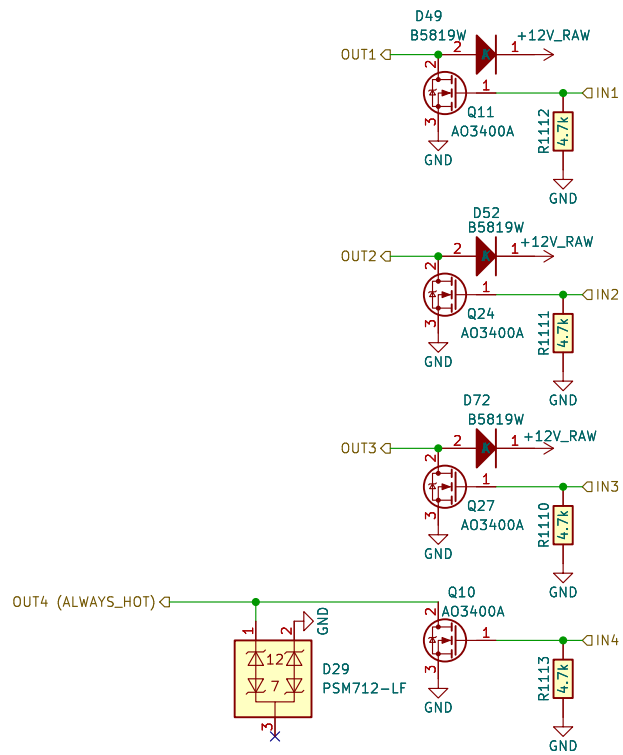 D49
B5819W
+12V_RAW
OUT1
2
1
2
1
IN1
Q11
3
AO3400A
R1112
4.7k
GND
GND
D52
B5819W
+12V_RAW
OUT2
2
1
2
1
IN2
Q24
3
AO3400A
R1111
4.7k
GND
GND
D72
B5819W
+12V_RAW
OUT3
2
1
2
1
IN3
Q27
3
AO3400A
R1110
4.7k
GND
GND
Q10
OUT4 (ALWAYS_HOT)
AO3400A
2
GND
1
2
1
IN4
12
3
D29
R1113
4.7k
7
PSM712-LF
GND
3
GND